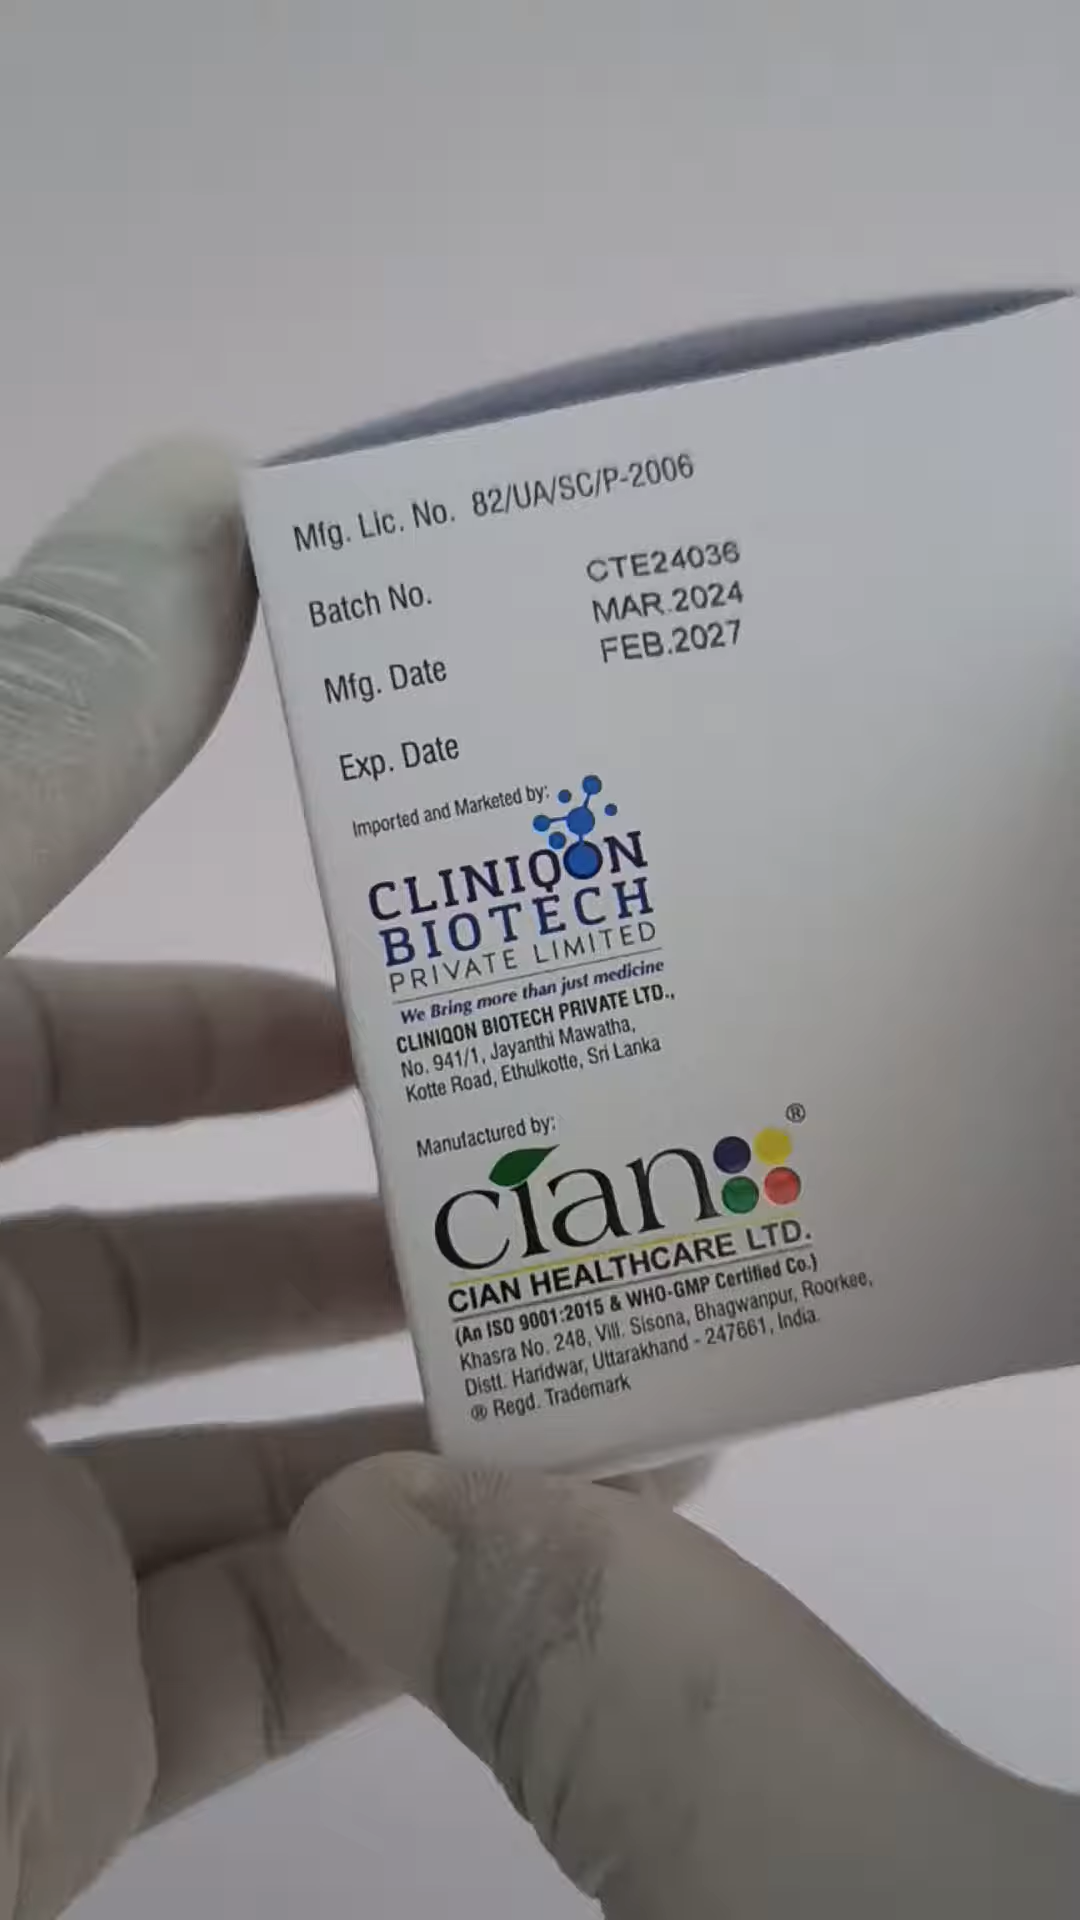 Mfg. Lic. No. 82/UA/SC/P-2006
Batch No. CTE24036
Mfg. Date MAR.2024
Exp. Date FEB.2027
Imported and Marketed by:
CLINIQON
BIOTECH
PRIVATE LIMITED
We Bring more than just medicine
CLINIQON BIOTECH PRIVATE LTD.,
No. 941/1, Jayanthi Mawatha,
Kotte Road, Ethulkotte, Sri Lanka
Manufactured by:
cian ®
CIAN HEALTHCARE LTD.
(An ISO 9001:2015 & WHO-GMP Certified Co.)
Khasra No. 248, Vill. Sisona, Bhagwanpur, Roorkee,
Distt. Haridwar, Uttarakhand - 247661, India.
® Regd. Trademark